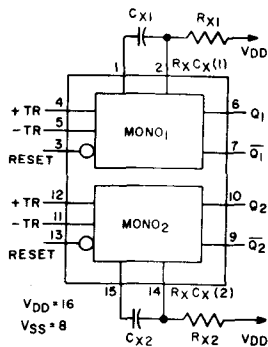 CX1 RX1
VDD
1 2 RXCX(1)
+TR 4 6 Q1
-TR 5 MONO1
RESET 3 7 Q̅1
+TR 12 10 Q2
-TR 11 MONO2
RESET 13 9 Q̅2
15 14 RXCX(2)
VDD=16
VSS=8
VDD
CX2 RX2